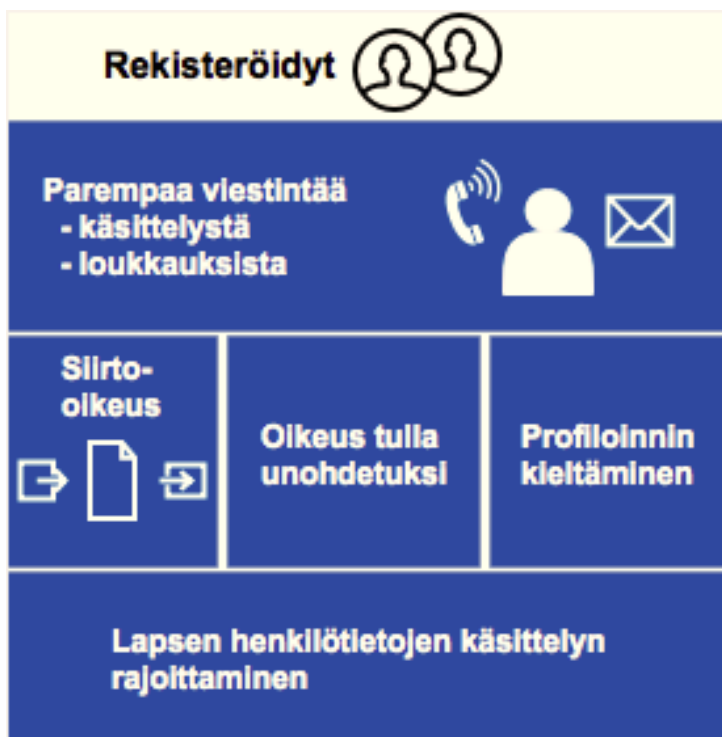 Rekisteröidyt
Parempaa viestintää
- käsittelystä
- loukkauksista
Siirto-
oikeus
Oikeus tulla
unohdetuksi
Profiloinnin
kieltäminen
Lapsen henkilötietojen käsittelyn
rajoittaminen